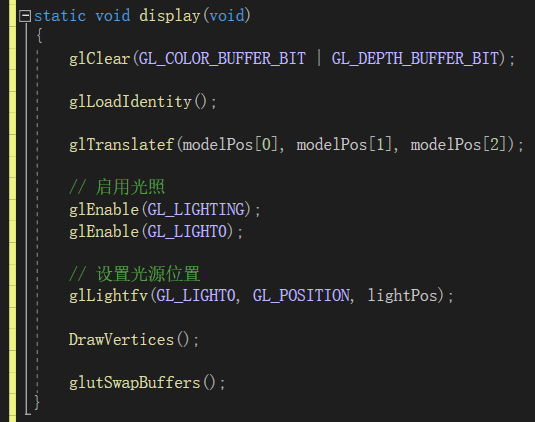 static void display(void)
{
glClear(GL_COLOR_BUFFER_BIT | GL_DEPTH_BUFFER_BIT);
glLoadIdentity();
glTranslatef(modelPos[0], modelPos[1], modelPos[2]);
// 启用光照
glEnable(GL_LIGHTING);
glEnable(GL_LIGHT0);
// 设置光源位置
glLightfv(GL_LIGHT0, GL_POSITION, lightPos);
DrawVertices();
glutSwapBuffers();
}